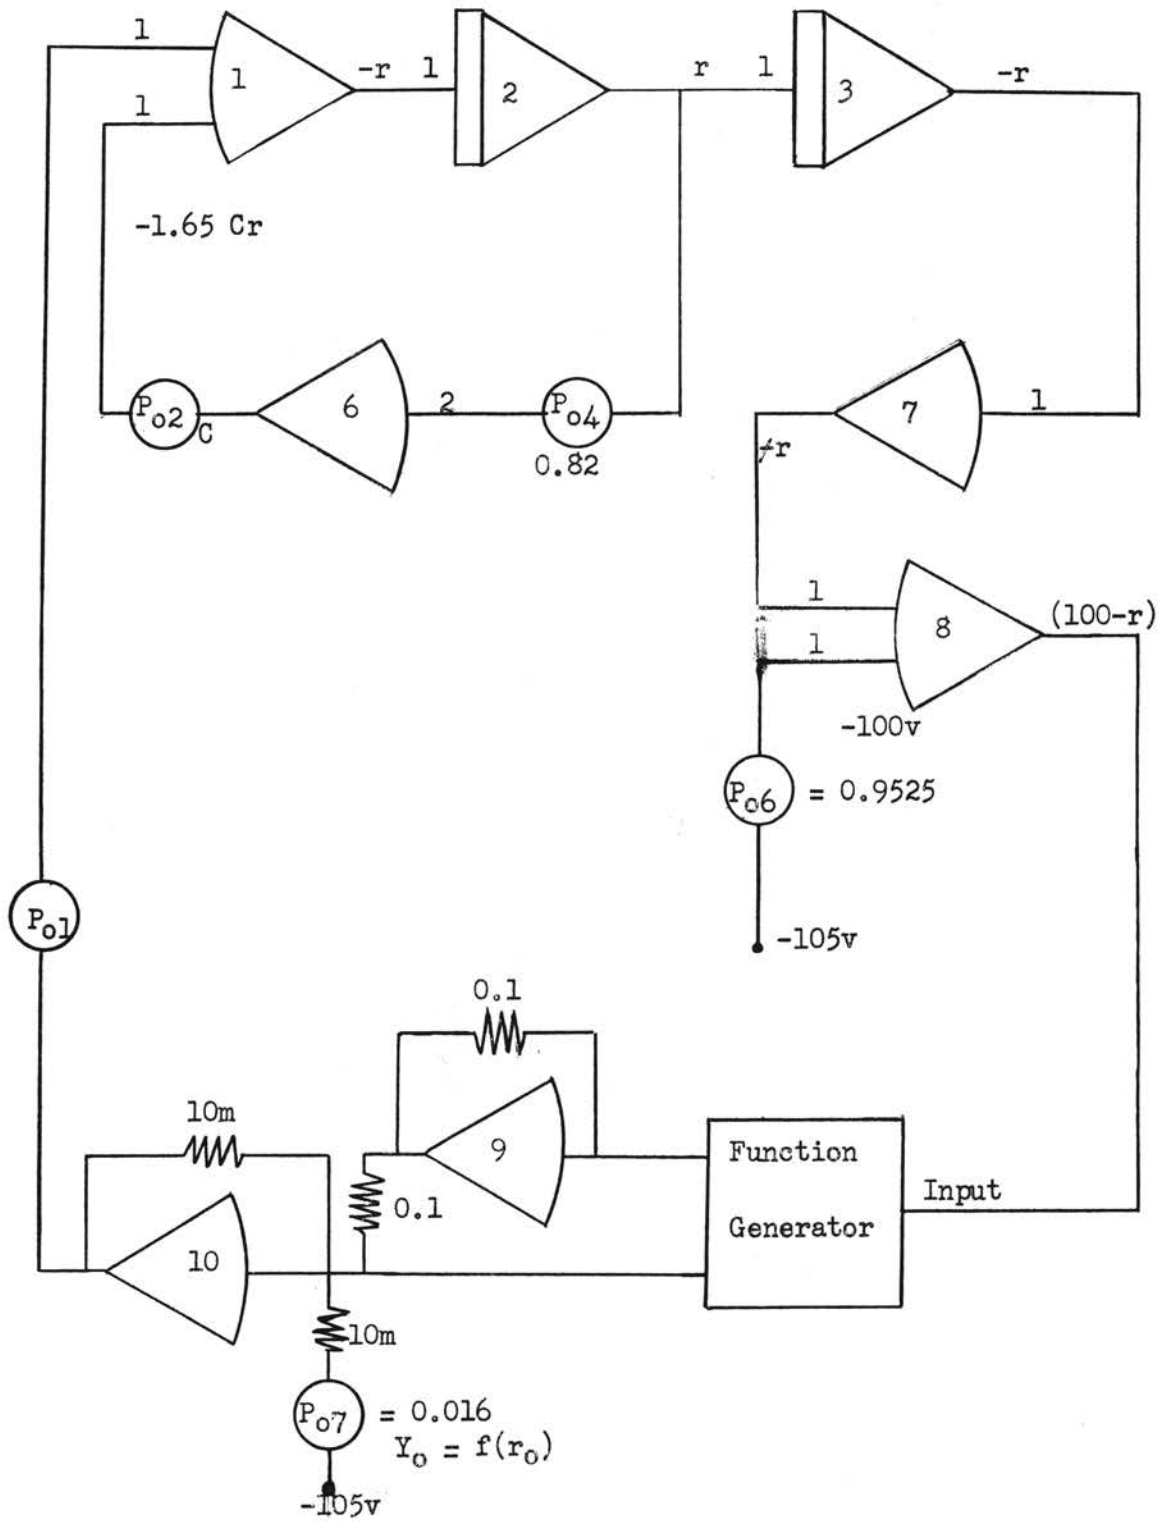 1
1
1
-r
1
2
r
1
3
-r
-1.65 Cr
Po2
C
6
2
Po4
0.82
7
1
+r
1
1
8
(100-r)
-100v
Po6
= 0.9525
-105v
Po1
0.1
9
0.1
10m
10
10m
Function
Generator
Input
Po7
= 0.016
Yo = f(ro)
-105v